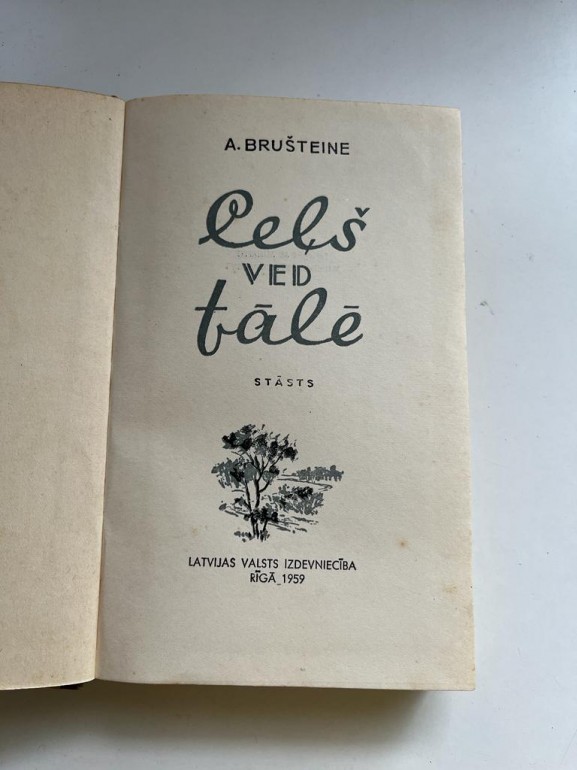 A. BRUŠTEINE
Ceļš
VED
tālē
STĀSTS
LATVIJAS VALSTS IZDEVNIECĪBA
RĪGĀ 1959